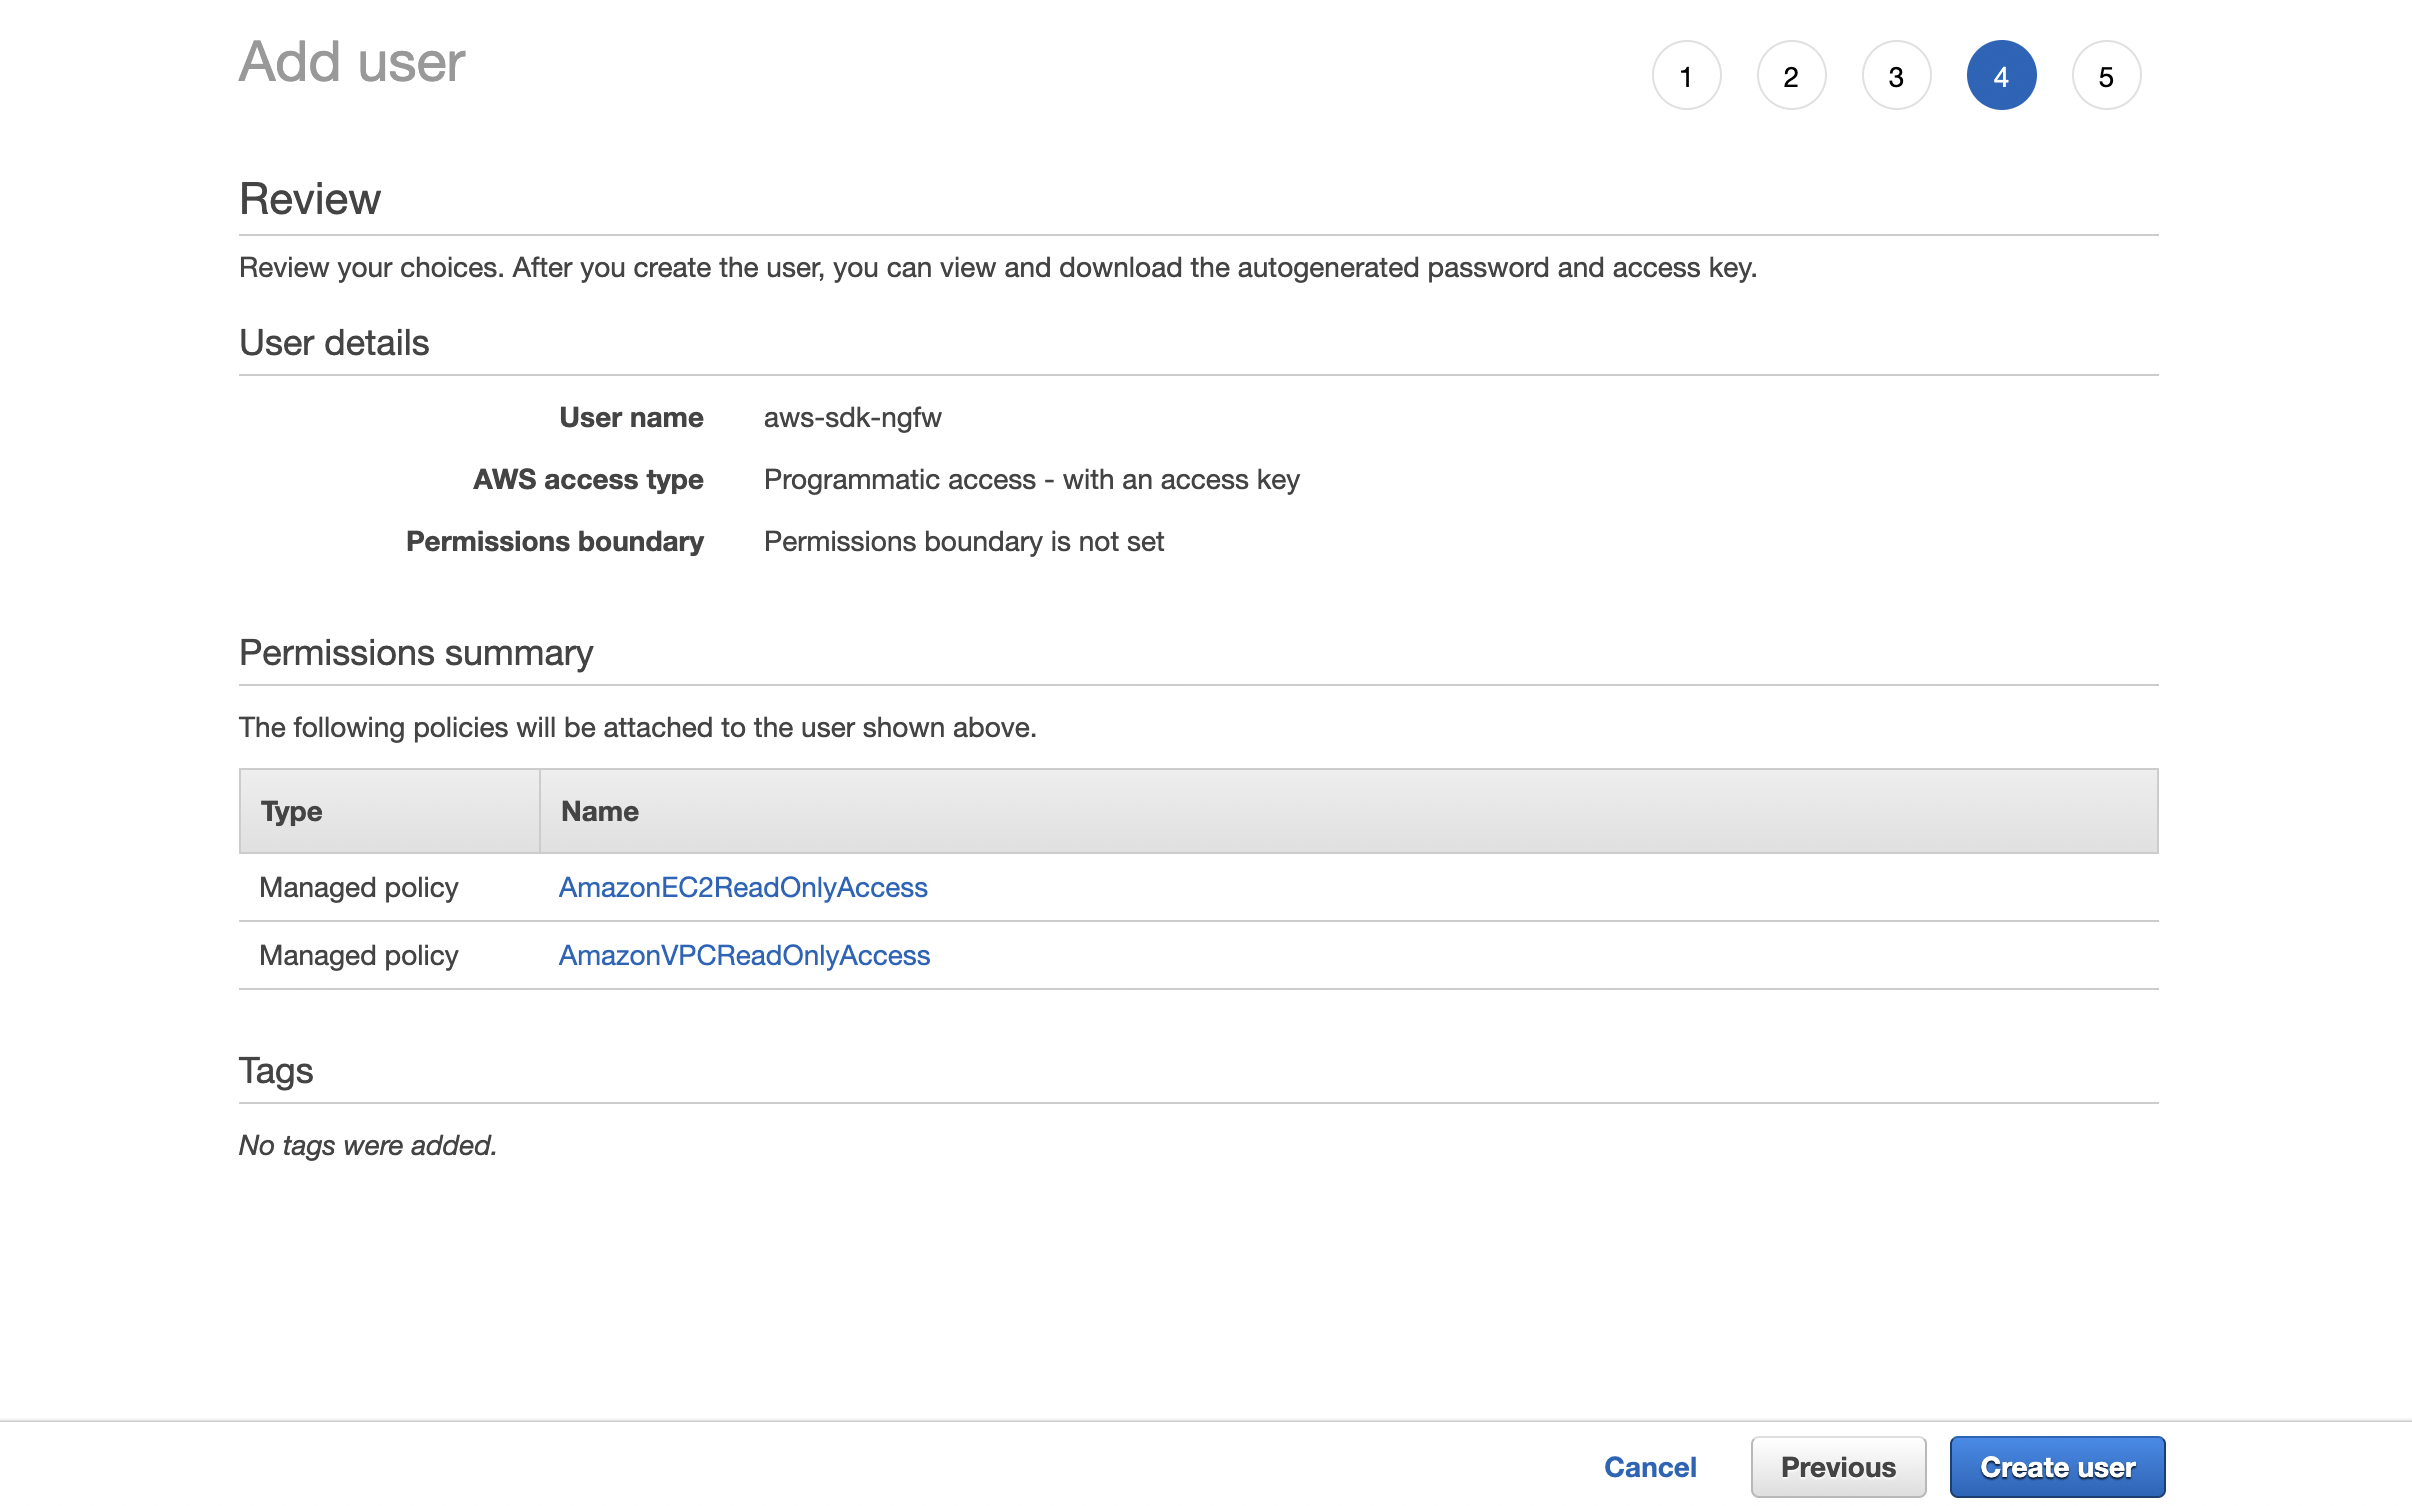 Add user
1 2 3 4 5
Review
Review your choices. After you create the user, you can view and download the autogenerated password and access key.
User details
User name aws-sdk-ngfw
AWS access type Programmatic access - with an access key
Permissions boundary Permissions boundary is not set
Permissions summary
The following policies will be attached to the user shown above.
Type Name
Managed policy AmazonEC2ReadOnlyAccess
Managed policy AmazonVPCReadOnlyAccess
Tags
No tags were added.
Cancel Previous Create user